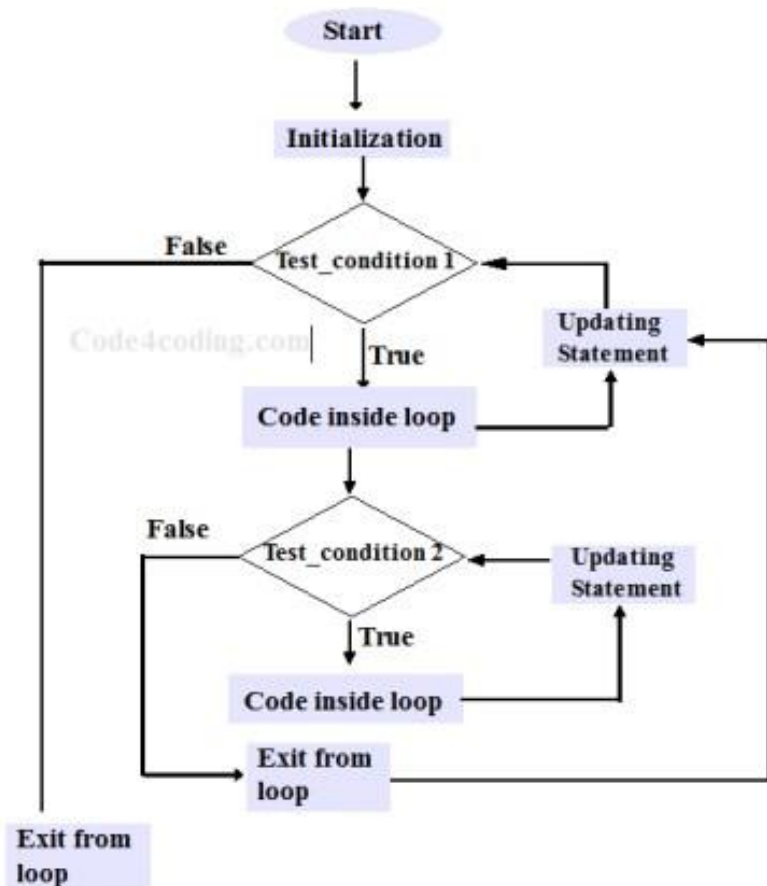 Start
Initialization
False
Test_condition 1
Code4coding.com
True
Updating
Statement
Code inside loop
False
Test_condition 2
Updating
Statement
True
Code inside loop
Exit from
loop
Exit from
loop